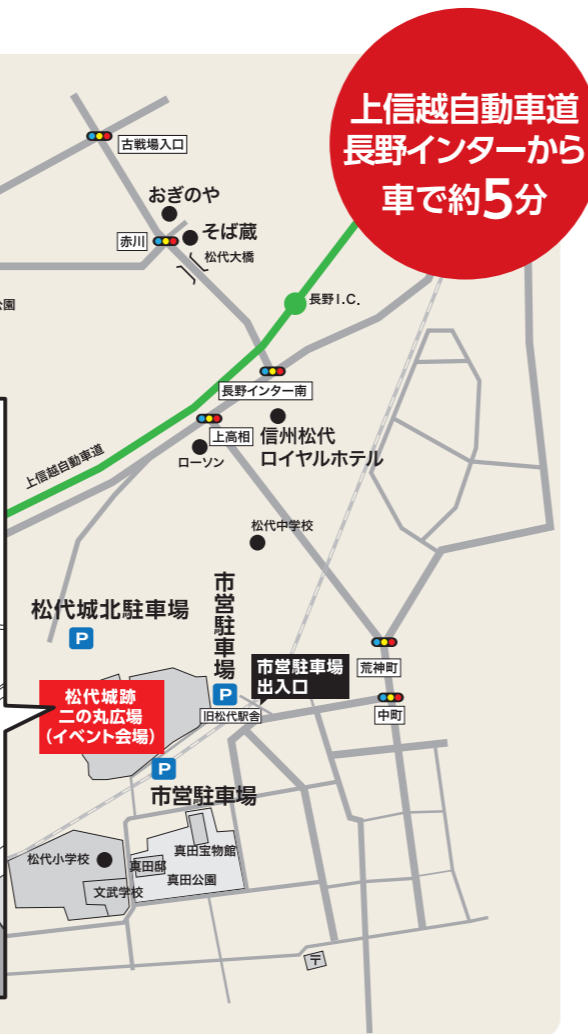 上信越自動車道
長野インターから
車で約5分
古戦場入口
おぎのや
赤川
そば蔵
松代大橋
公園
長野I.C.
長野インター南
上高相
信州松代
ロイヤルホテル
ローソン
上信越自動車道
松代中学校
松代城北駐車場
P
市営駐車場
P
市営駐車場
出入口
荒神町
中町
旧松代駅舎
松代城跡
二の丸広場
(イベント会場)
P
市営駐車場
松代小学校
真田宝物館
真田邸
真田公園
文武学校
〒